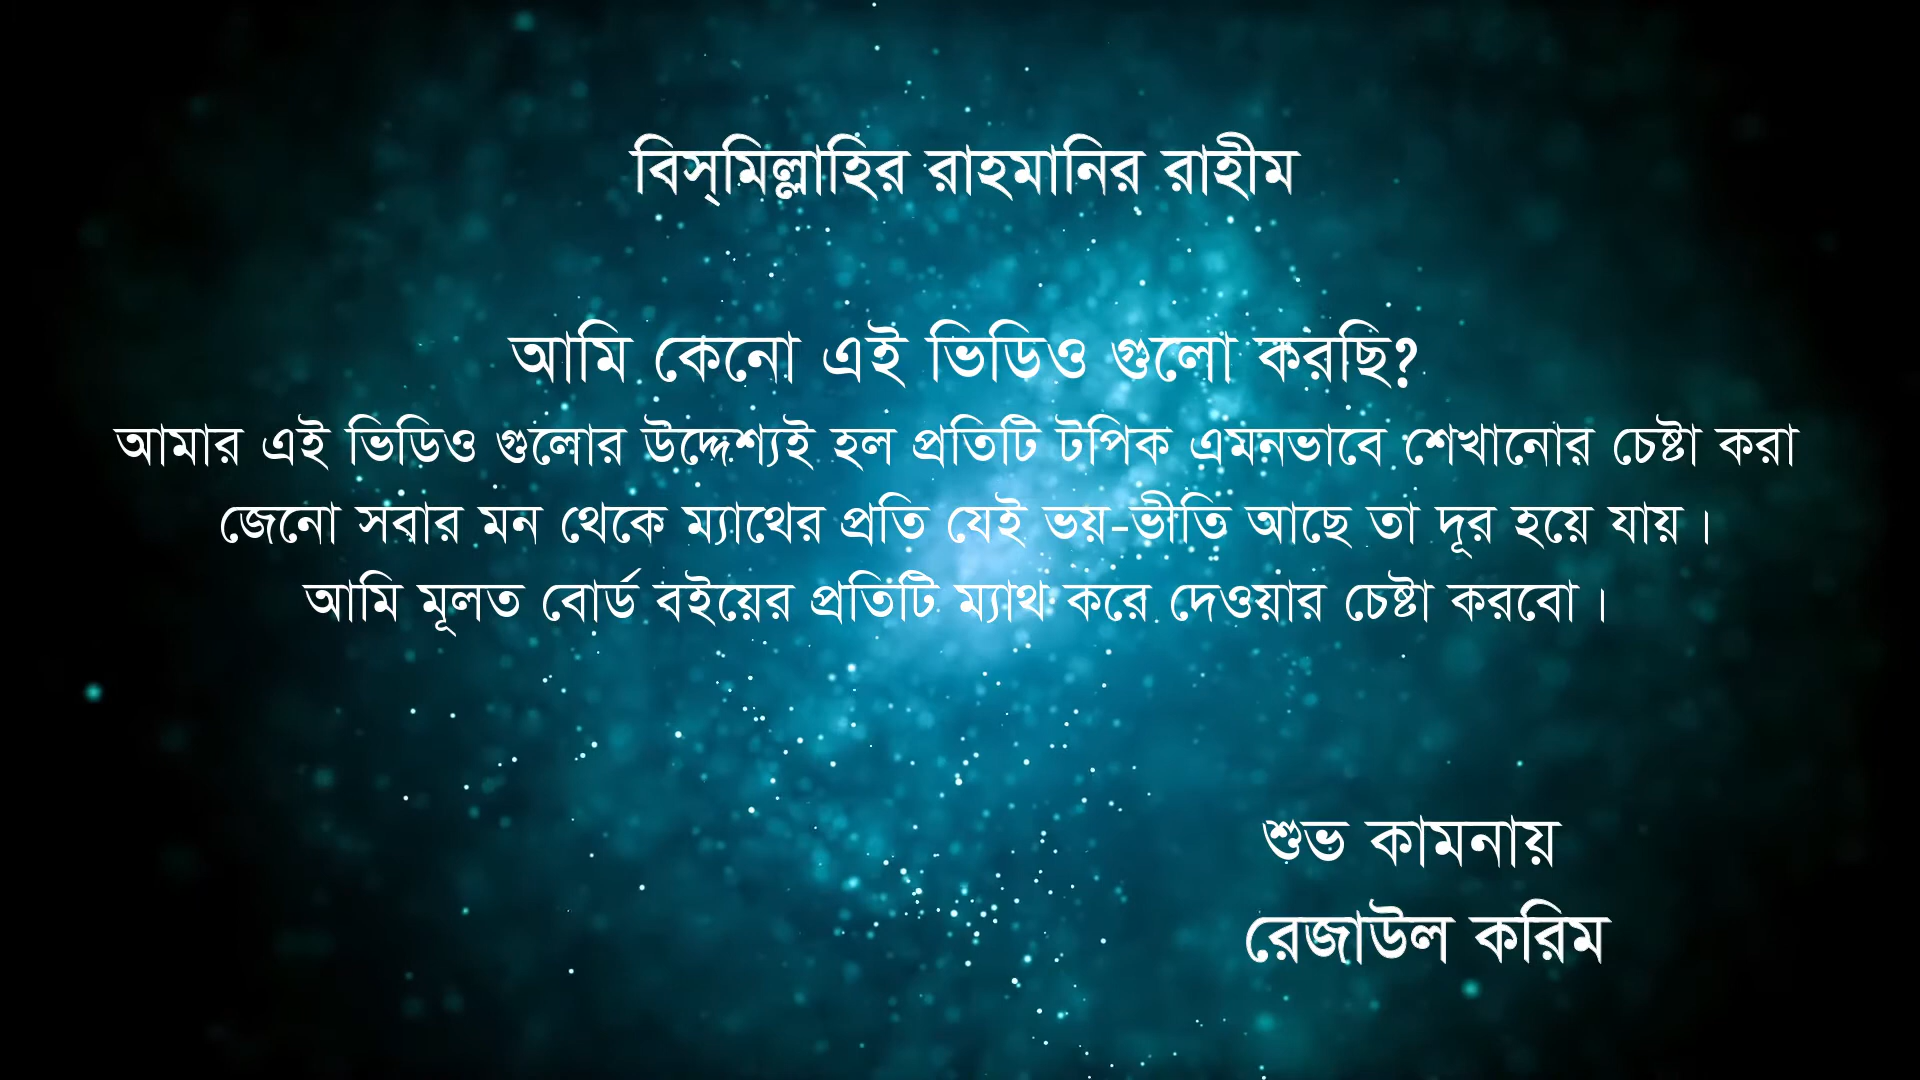 বিস্‌মিল্লাহির রাহমানির রাহীম
আমি কেনো এই ভিডিও গুলো করছি?
আমার এই ভিডিও গুলোর উদ্দেশ্যই হল প্রতিটি টপিক এমনভাবে শেখানোর চেষ্টা করা
জেনো সবার মন থেকে ম্যাথের প্রতি যেই ভয়-ভীতি আছে তা দূর হয়ে যায়।
আমি মূলত বোর্ড বইয়ের প্রতিটি ম্যাথ করে দেওয়ার চেষ্টা করবো।
শুভ কামনায়
রেজাউল করিম